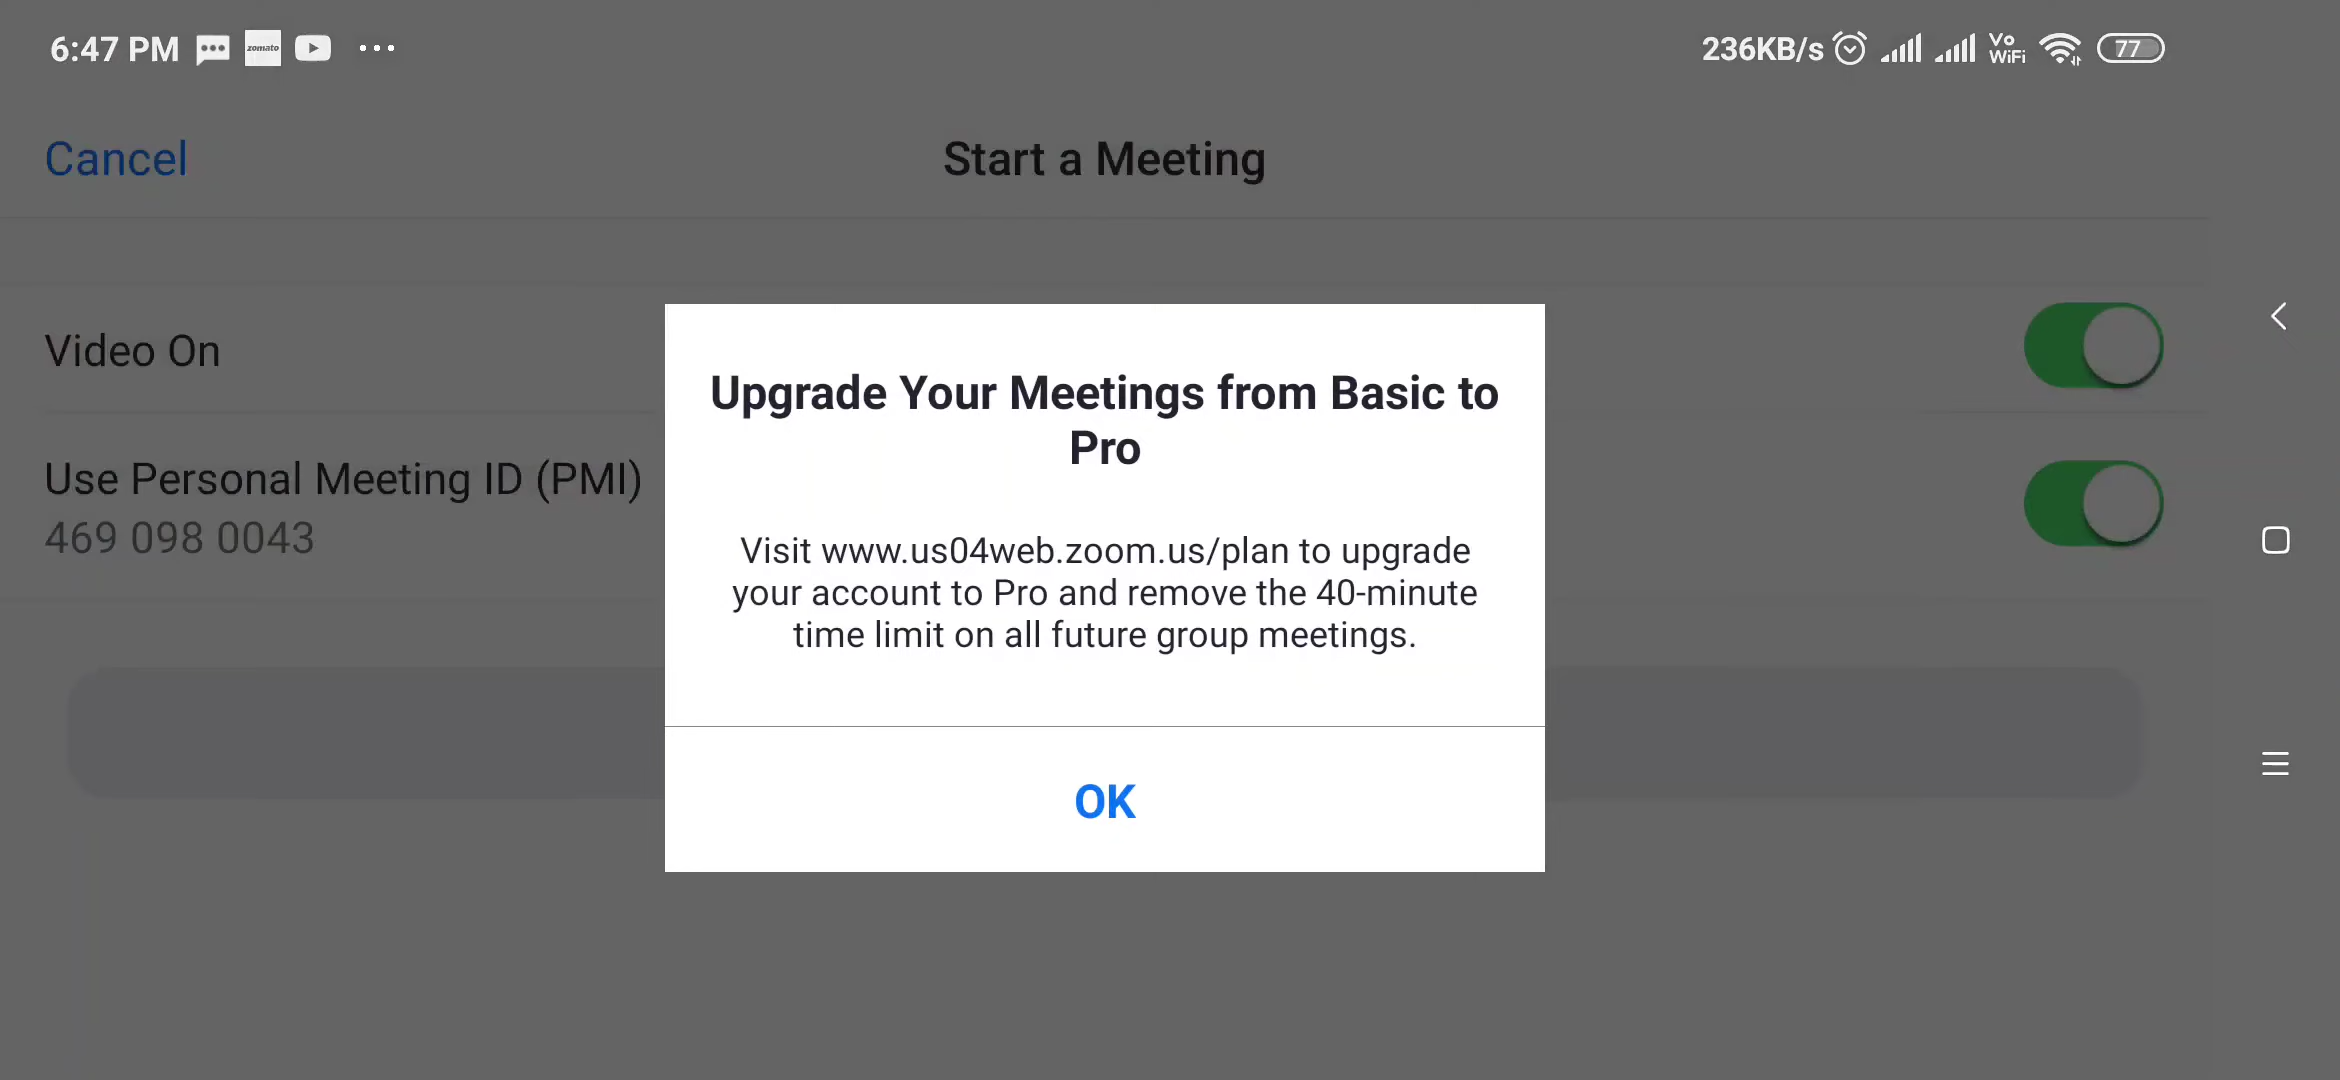 6:47 PM zomato 236KB/s Vo WiFi 77
Cancel
Start a Meeting
Video On
Use Personal Meeting ID (PMI)
469 098 0043
Upgrade Your Meetings from Basic to
Pro
Visit www.us04web.zoom.us/plan to upgrade
your account to Pro and remove the 40-minute
time limit on all future group meetings.
OK